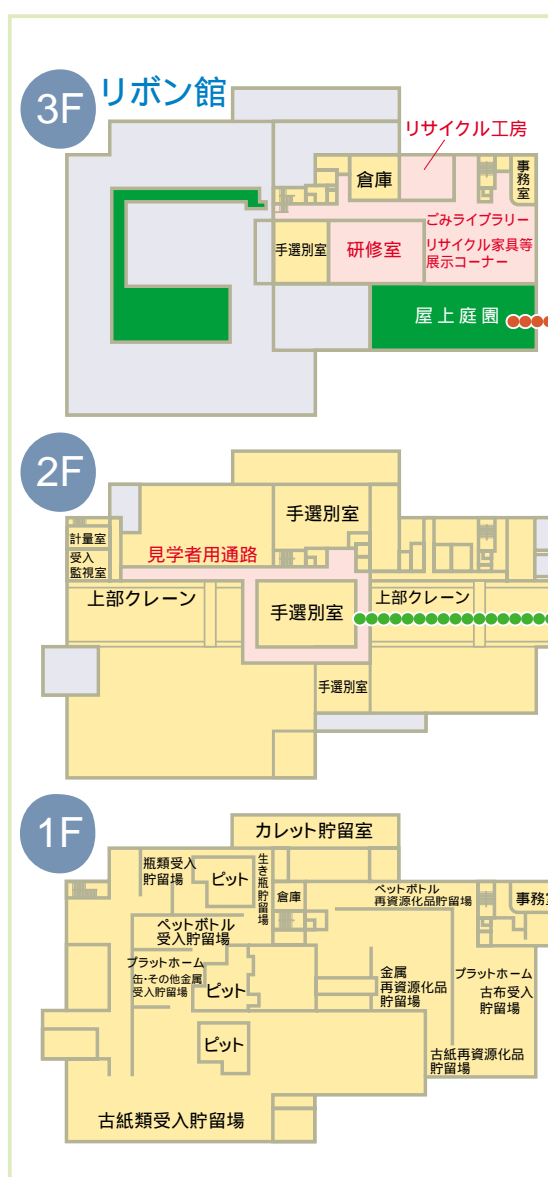 3F
リボン館
リサイクル工房
倉庫
事務室
ごみライブラリー
手選別室
研修室
リサイクル家具等
展示コーナー
屋上庭園
2F
手選別室
計量室
見学者用通路
受入
監視室
上部クレーン
手選別室
上部クレーン
手選別室
1F
カレット貯留室
瓶類受入
貯留場
ピット
生き瓶貯留場
倉庫
ペットボトル
再資源化品貯留場
事務室
ペットボトル
受入貯留場
プラットホーム
缶・その他金属
受入貯留場
ピット
金属
再資源化品
貯留場
プラットホーム
古布受入
貯留場
ピット
古紙再資源化品
貯留場
古紙類受入貯留場